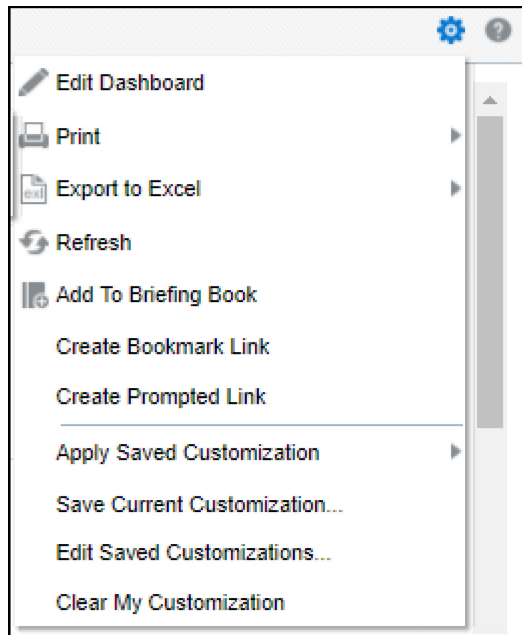 Edit Dashboard
Print
Export to Excel
Refresh
Add To Briefing Book
Create Bookmark Link
Create Prompted Link
Apply Saved Customization
Save Current Customization...
Edit Saved Customizations...
Clear My Customization